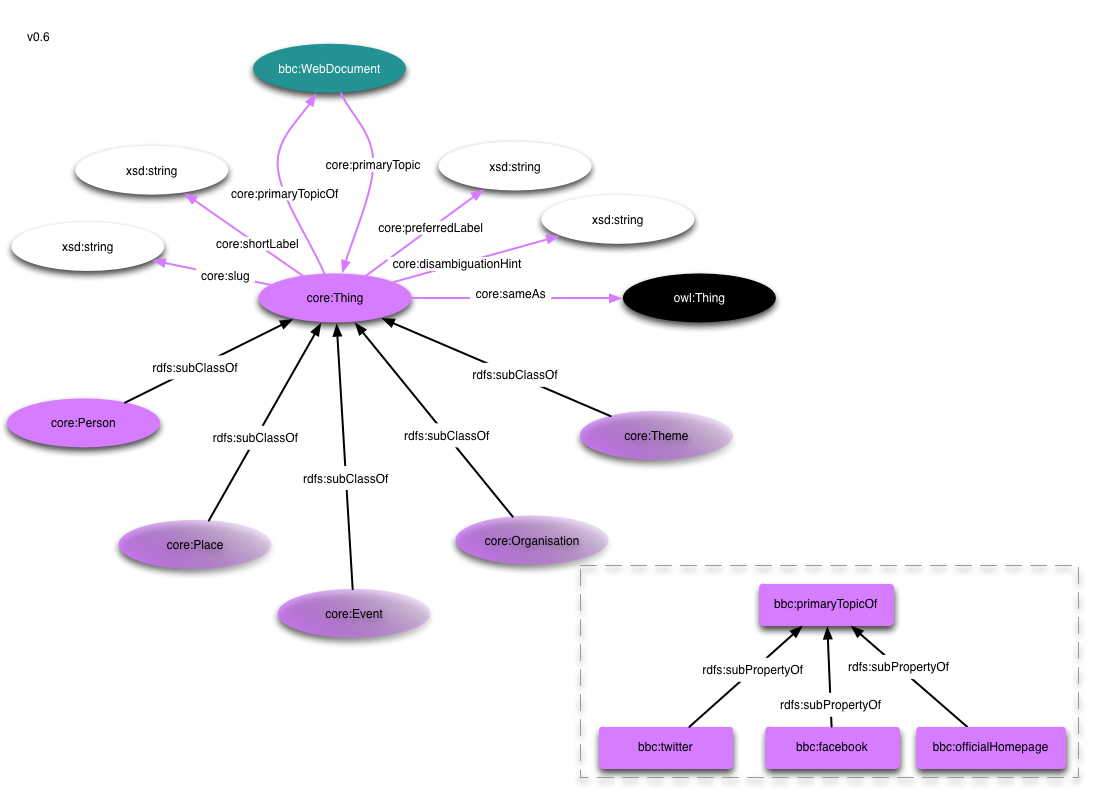 v0.6
bbc:WebDocument
core:primaryTopic
xsd:string
xsd:string
core:primaryTopicOf
xsd:string
core:preferredLabel
xsd:string
core:shortLabel
core:disambiguationHint
core:slug
core:Thing
core:sameAs
owl:Thing
rdfs:subClassOf
rdfs:subClassOf
core:Person
rdfs:subClassOf
rdfs:subClassOf
core:Theme
rdfs:subClassOf
core:Place
core:Organisation
core:Event
bbc:primaryTopicOf
rdfs:subPropertyOf
rdfs:subPropertyOf
rdfs:subPropertyOf
bbc:twitter
bbc:facebook
bbc:officialHomepage